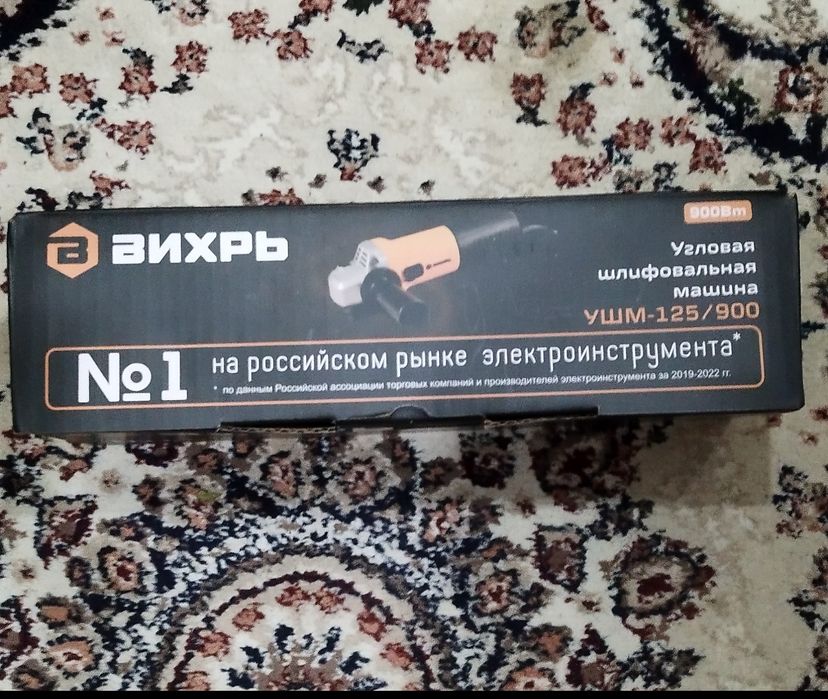 ВИХРЬ
900Вт
Угловая
шлифовальная
машина
УШМ-125/900
№1 на российском рынке электроинструмента*
* по данным Российской ассоциации торговых компаний и производителей электроинструмента за 2019-2022 гг.